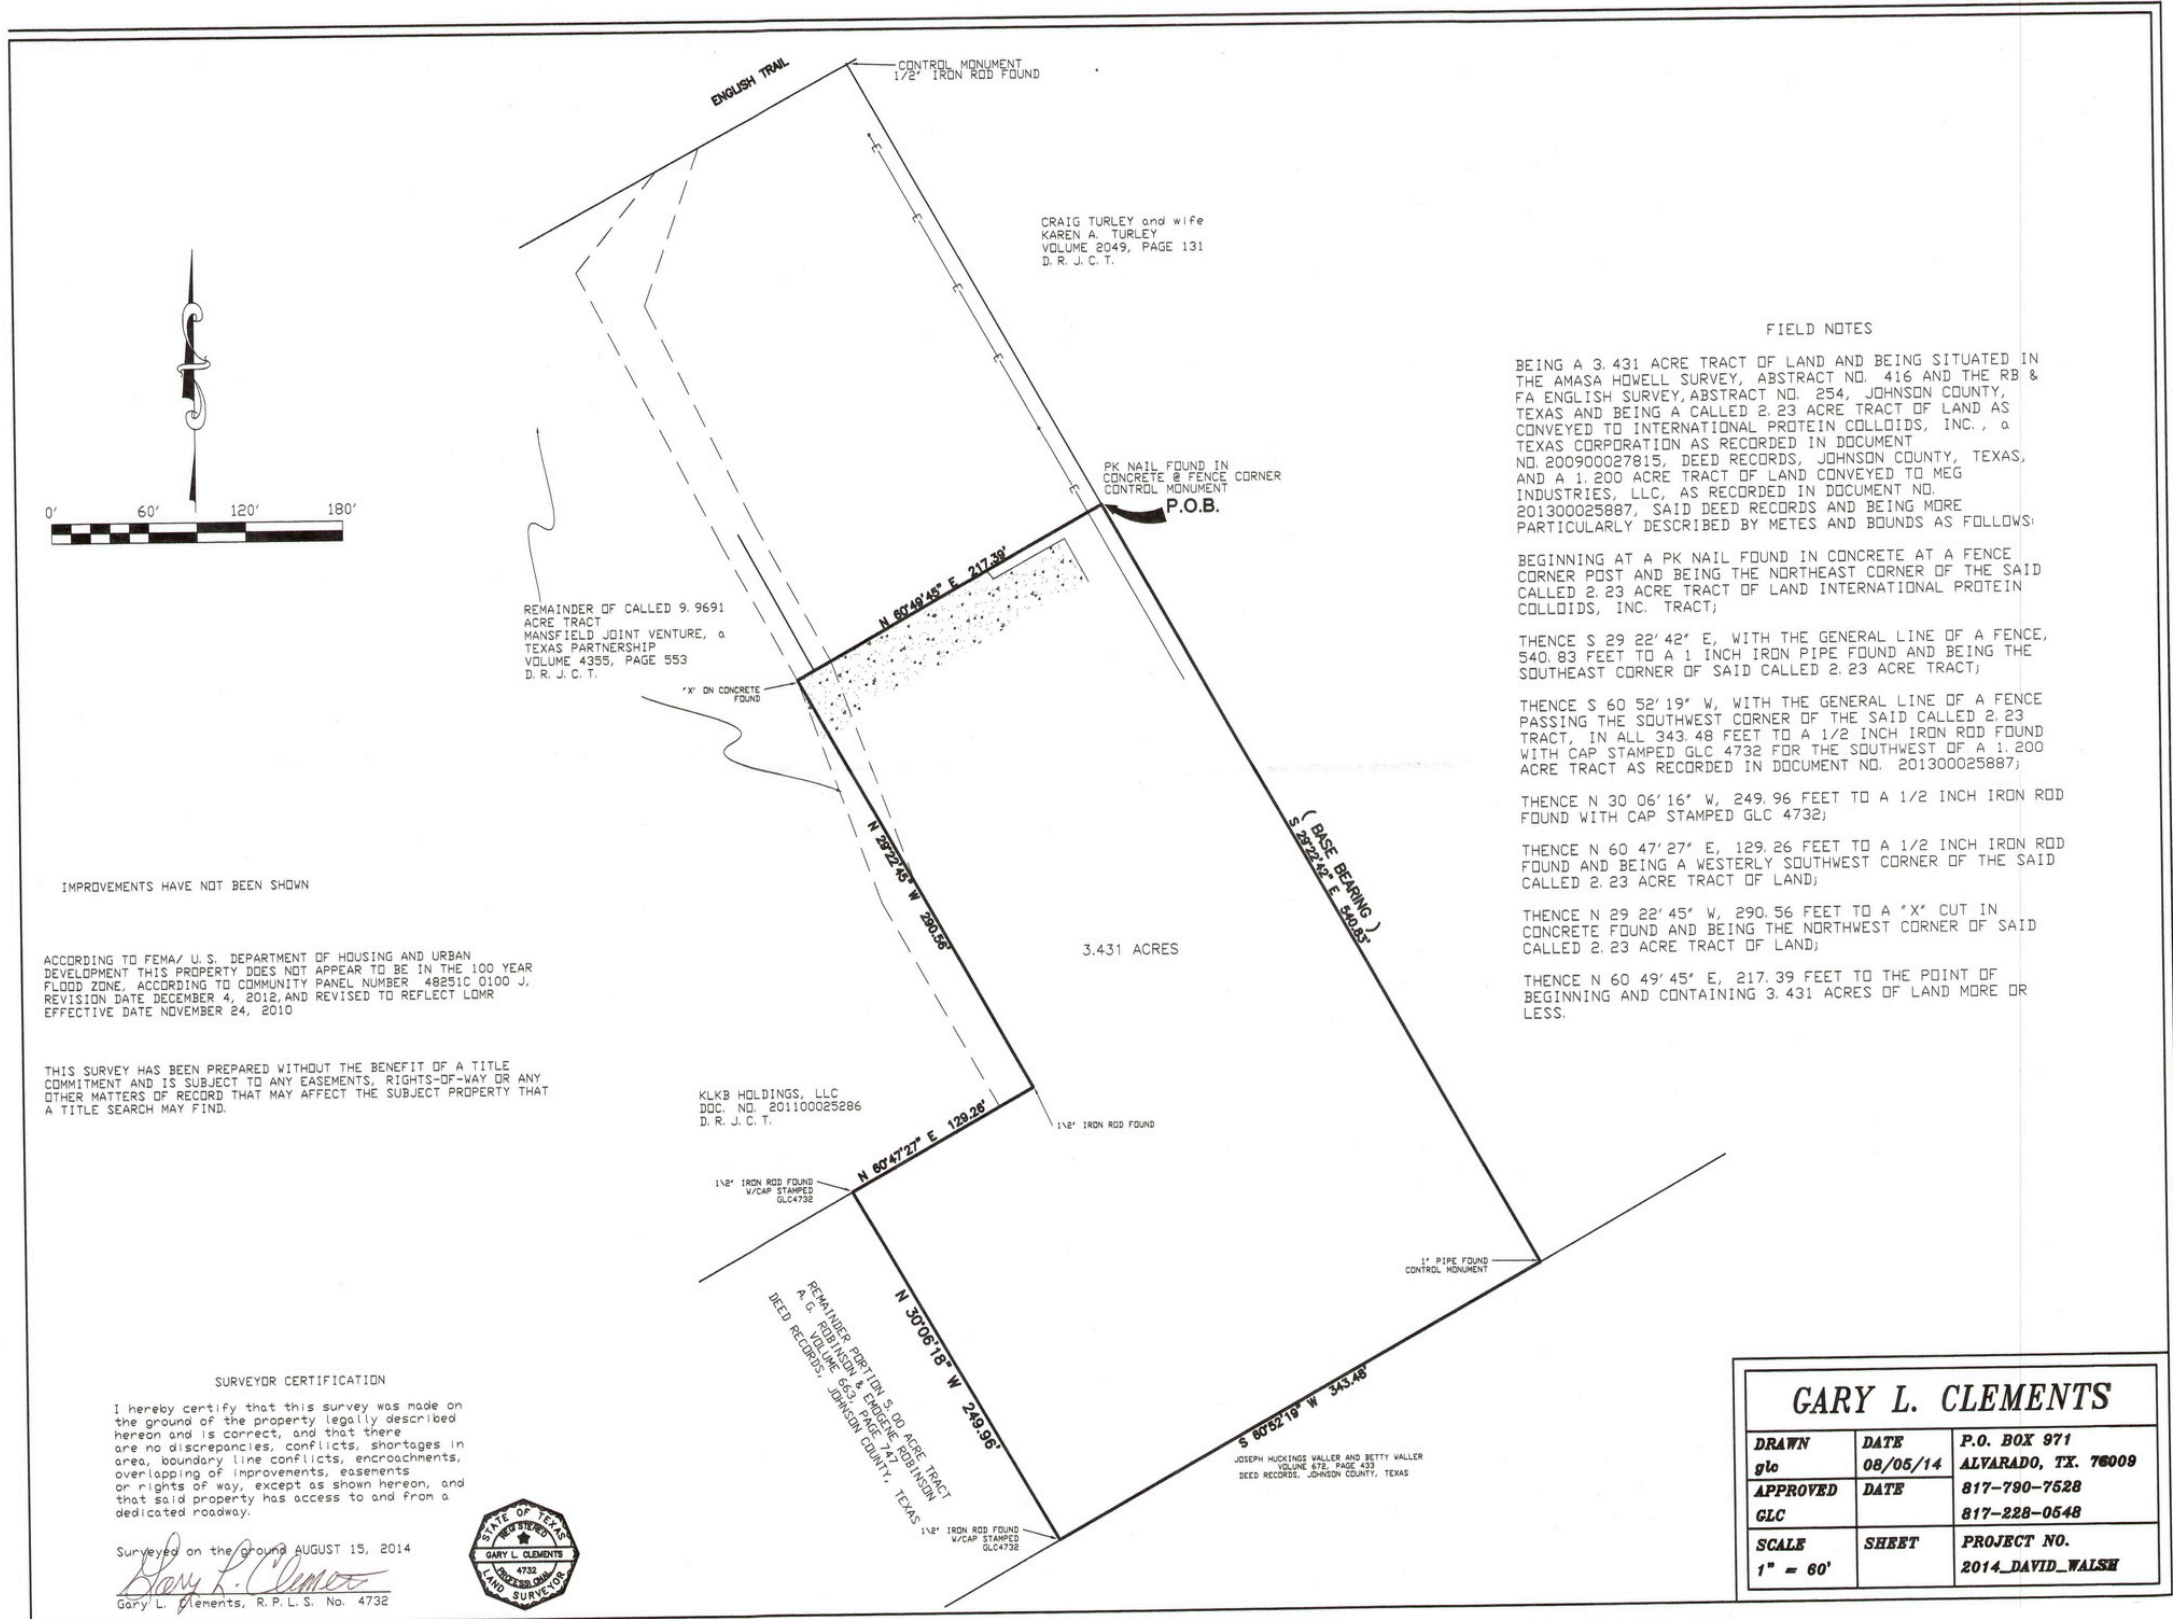 ENGLISH TRAIL
CONTROL MONUMENT
1/2" IRON ROD FOUND
CRAIG TURLEY and wife
KAREN A. TURLEY
VOLUME 2049, PAGE 131
D. R. J. C. T.
0' 60' 120' 180'
PK NAIL FOUND IN
CONCRETE @ FENCE CORNER
CONTROL MONUMENT
P.O.B.
N 60°49'45" E 217.39'
REMAINDER OF CALLED 9.9691
ACRE TRACT
MANSFIELD JOINT VENTURE, a
TEXAS PARTNERSHIP
VOLUME 4355, PAGE 553
D. R. J. C. T.
"X" ON CONCRETE
FOUND
N 29°22'45" W 290.56'
( BASE BEARING )
S 29°22'42" E 540.83'
3.431 ACRES
IMPROVEMENTS HAVE NOT BEEN SHOWN
ACCORDING TO FEMA/ U. S. DEPARTMENT OF HOUSING AND URBAN
DEVELOPMENT THIS PROPERTY DOES NOT APPEAR TO BE IN THE 100 YEAR
FLOOD ZONE, ACCORDING TO COMMUNITY PANEL NUMBER 48251C 0100 J,
REVISION DATE DECEMBER 4, 2012, AND REVISED TO REFLECT LOMR
EFFECTIVE DATE NOVEMBER 24, 2010
THIS SURVEY HAS BEEN PREPARED WITHOUT THE BENEFIT OF A TITLE
COMMITMENT AND IS SUBJECT TO ANY EASEMENTS, RIGHTS-OF-WAY OR ANY
OTHER MATTERS OF RECORD THAT MAY AFFECT THE SUBJECT PROPERTY THAT
A TITLE SEARCH MAY FIND.
KLKB HOLDINGS, LLC
DOC. NO. 201100025286
D. R. J. C. T.
N 60°47'27" E 129.26'
1\2" IRON ROD FOUND
1\2" IRON ROD FOUND
W/CAP STAMPED
GLC4732
1" PIPE FOUND
CONTROL MONUMENT
N 30°06'18" W 249.96'
REMAINDER PORTION 5.00 ACRE TRACT
A. G. ROBINSON & EMOGENE ROBINSON
VOLUME 663, PAGE 747
DEED RECORDS, JOHNSON COUNTY, TEXAS
S 60°52'19" W 343.48'
JOSEPH HUCKINGS WALLER AND BETTY WALLER
VOLUME 672, PAGE 433
DEED RECORDS, JOHNSON COUNTY, TEXAS
1\2" IRON ROD FOUND
W/CAP STAMPED
GLC4732
FIELD NOTES
BEING A 3.431 ACRE TRACT OF LAND AND BEING SITUATED IN
THE AMASA HOWELL SURVEY, ABSTRACT NO. 416 AND THE RB &
FA ENGLISH SURVEY, ABSTRACT NO. 254, JOHNSON COUNTY,
TEXAS AND BEING A CALLED 2.23 ACRE TRACT OF LAND AS
CONVEYED TO INTERNATIONAL PROTEIN COLLOIDS, INC., a
TEXAS CORPORATION AS RECORDED IN DOCUMENT
NO. 200900027815, DEED RECORDS, JOHNSON COUNTY, TEXAS,
AND A 1.200 ACRE TRACT OF LAND CONVEYED TO MEG
INDUSTRIES, LLC, AS RECORDED IN DOCUMENT NO.
201300025887, SAID DEED RECORDS AND BEING MORE
PARTICULARLY DESCRIBED BY METES AND BOUNDS AS FOLLOWS:
BEGINNING AT A PK NAIL FOUND IN CONCRETE AT A FENCE
CORNER POST AND BEING THE NORTHEAST CORNER OF THE SAID
CALLED 2.23 ACRE TRACT OF LAND INTERNATIONAL PROTEIN
COLLOIDS, INC. TRACT;
THENCE S 29 22' 42" E, WITH THE GENERAL LINE OF A FENCE,
540.83 FEET TO A 1 INCH IRON PIPE FOUND AND BEING THE
SOUTHEAST CORNER OF SAID CALLED 2.23 ACRE TRACT;
THENCE S 60 52' 19" W, WITH THE GENERAL LINE OF A FENCE
PASSING THE SOUTHWEST CORNER OF THE SAID CALLED 2.23
TRACT, IN ALL 343.48 FEET TO A 1/2 INCH IRON ROD FOUND
WITH CAP STAMPED GLC 4732 FOR THE SOUTHWEST OF A 1.200
ACRE TRACT AS RECORDED IN DOCUMENT NO. 201300025887;
THENCE N 30 06' 16" W, 249.96 FEET TO A 1/2 INCH IRON ROD
FOUND WITH CAP STAMPED GLC 4732;
THENCE N 60 47' 27" E, 129.26 FEET TO A 1/2 INCH IRON ROD
FOUND AND BEING A WESTERLY SOUTHWEST CORNER OF THE SAID
CALLED 2.23 ACRE TRACT OF LAND;
THENCE N 29 22' 45" W, 290.56 FEET TO A "X" CUT IN
CONCRETE FOUND AND BEING THE NORTHWEST CORNER OF SAID
CALLED 2.23 ACRE TRACT OF LAND;
THENCE N 60 49' 45" E, 217.39 FEET TO THE POINT OF
BEGINNING AND CONTAINING 3.431 ACRES OF LAND MORE OR
LESS.
SURVEYOR CERTIFICATION
I hereby certify that this survey was made on
the ground of the property legally described
hereon and is correct, and that there
are no discrepancies, conflicts, shortages in
area, boundary line conflicts, encroachments,
overlapping of improvements, easements
or rights of way, except as shown hereon, and
that said property has access to and from a
dedicated roadway.
Surveyed on the ground AUGUST 15, 2014
Gary L. Clements
Gary L. Clements, R. P. L. S. No. 4732
STATE OF TEXAS
REGISTERED
GARY L. CLEMENTS
4732
PROFESSIONAL
LAND SURVEYOR
GARY L. CLEMENTS
DRAWN DATE P.O. BOX 971
glc 08/05/14 ALVARADO, TX. 76009
APPROVED DATE 817-790-7528
GLC 817-228-0548
SCALE SHEET PROJECT NO.
1" = 60' 2014_DAVID_WALSH